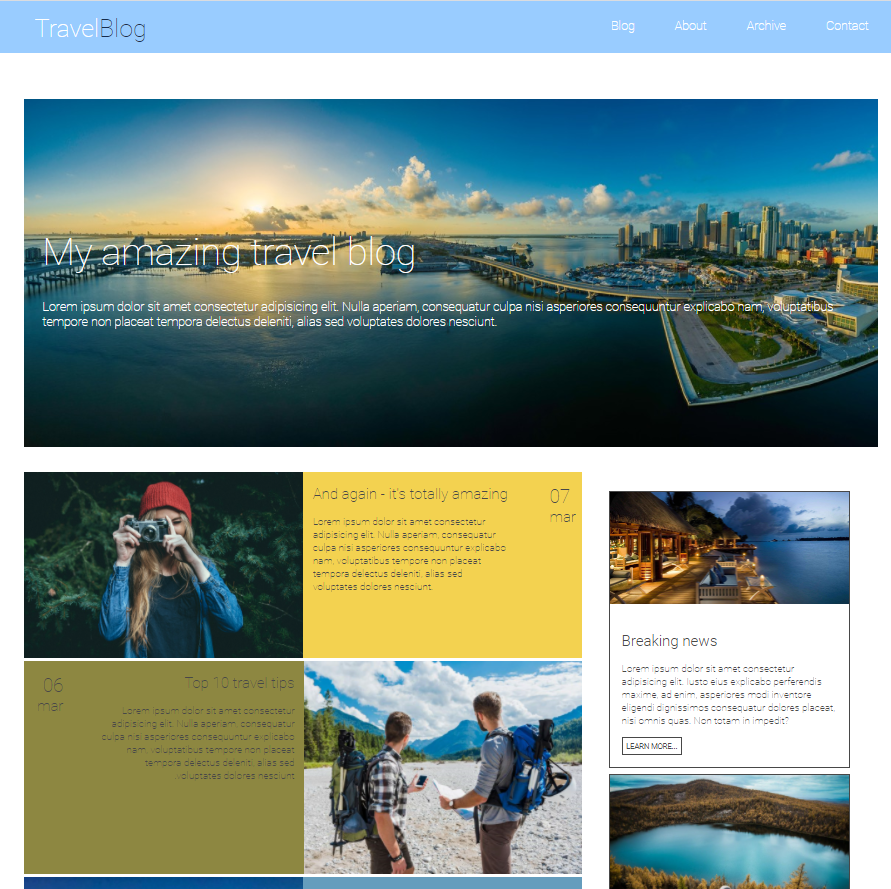 TravelBlog
Blog About Archive Contact
My amazing travel blog
Lorem ipsum dolor sit amet consectetur adipisicing elit. Nulla aperiam, consequatur culpa nisi asperiores consequuntur explicabo nam, voluptatibus
tempore non placeat tempora delectus deleniti, alias sed voluptates dolores nesciunt.
And again - it's totally amazing
07
mar
Lorem ipsum dolor sit amet consectetur
adipisicing elit. Nulla aperiam, consequatur
culpa nisi asperiores consequuntur explicabo
nam, voluptatibus tempore non placeat
tempora delectus deleniti, alias sed
voluptates dolores nesciunt.
06
mar
Top 10 travel tips
Lorem ipsum dolor sit amet consectetur
adipisicing elit. Nulla aperiam, consequatur
culpa nisi asperiores consequuntur explicabo
nam, voluptatibus tempore non placeat
tempora delectus deleniti, alias sed
.voluptates dolores nesciunt
Breaking news
Lorem ipsum dolor sit amet consectetur
adipisicing elit. Iusto eius explicabo perferendis
maxime, ad enim, asperiores modi inventore
eligendi dignissimos consequatur dolores placeat,
nisi omnis quas. Non totam in impedit?
LEARN MORE...